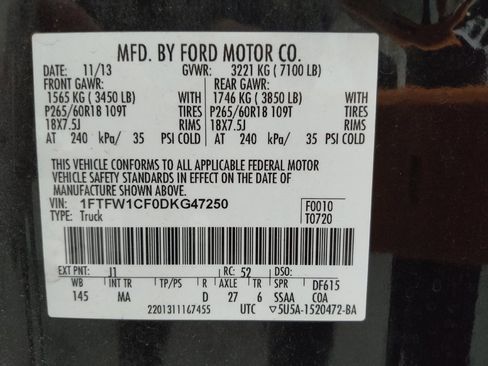 MFD. BY FORD MOTOR CO.
DATE: 11/13 GVWR: 3221 KG ( 7100 LB)
FRONT GAWR: REAR GAWR:
1565 KG ( 3450 LB) 1746 KG ( 3850 LB)
P265/60R18 109T TIRES P265/60R18 109T TIRES
18X7.5J RIMS 18X7.5J RIMS
AT 240 kPa/ 35 PSI COLD AT 240 kPa/ 35 PSI COLD
THIS VEHICLE CONFORMS TO ALL APPLICABLE FEDERAL MOTOR
VEHICLE SAFETY STANDARDS IN EFFECT ON THE DATE OF
MANUFACTURE SHOWN ABOVE.
VIN: 1FTFW1CF0DKG47250 F0010
TYPE: Truck T0720
EXT PNT: J1 RC: 52 DSO:
WB INT TR TP/PS R AXLE TR SPR DF615
145 MA D 27 6 SSAA COA
2201311167455 UTC ▽5U5A-1520472-BA